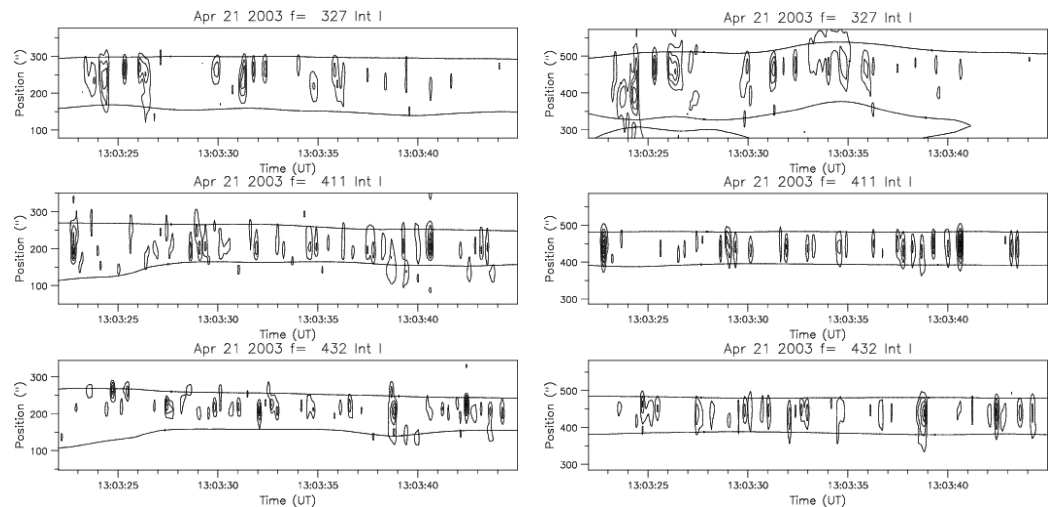 Apr 21 2003 f= 327 Int I
Position ('')
300
200
100
13:03:25 13:03:30 13:03:35 13:03:40
Time (UT)
Apr 21 2003 f= 327 Int I
Position ('')
500
400
300
13:03:25 13:03:30 13:03:35 13:03:40
Time (UT)
Apr 21 2003 f= 411 Int I
Position ('')
300
200
100
13:03:25 13:03:30 13:03:35 13:03:40
Time (UT)
Apr 21 2003 f= 411 Int I
Position ('')
500
400
300
13:03:25 13:03:30 13:03:35 13:03:40
Time (UT)
Apr 21 2003 f= 432 Int I
Position ('')
300
200
100
13:03:25 13:03:30 13:03:35 13:03:40
Time (UT)
Apr 21 2003 f= 432 Int I
Position ('')
500
400
300
13:03:25 13:03:30 13:03:35 13:03:40
Time (UT)